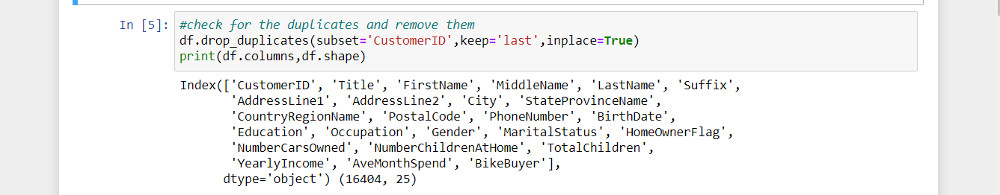 In [5]: #check for the duplicates and remove them
df.drop_duplicates(subset='CustomerID',keep='last',inplace=True)
print(df.columns,df.shape)
Index(['CustomerID', 'Title', 'FirstName', 'MiddleName', 'LastName', 'Suffix',
'AddressLine1', 'AddressLine2', 'City', 'StateProvinceName',
'CountryRegionName', 'PostalCode', 'PhoneNumber', 'BirthDate',
'Education', 'Occupation', 'Gender', 'MaritalStatus', 'HomeOwnerFlag',
'NumberCarsOwned', 'NumberChildrenAtHome', 'TotalChildren',
'YearlyIncome', 'AveMonthSpend', 'BikeBuyer'],
dtype='object') (16404, 25)